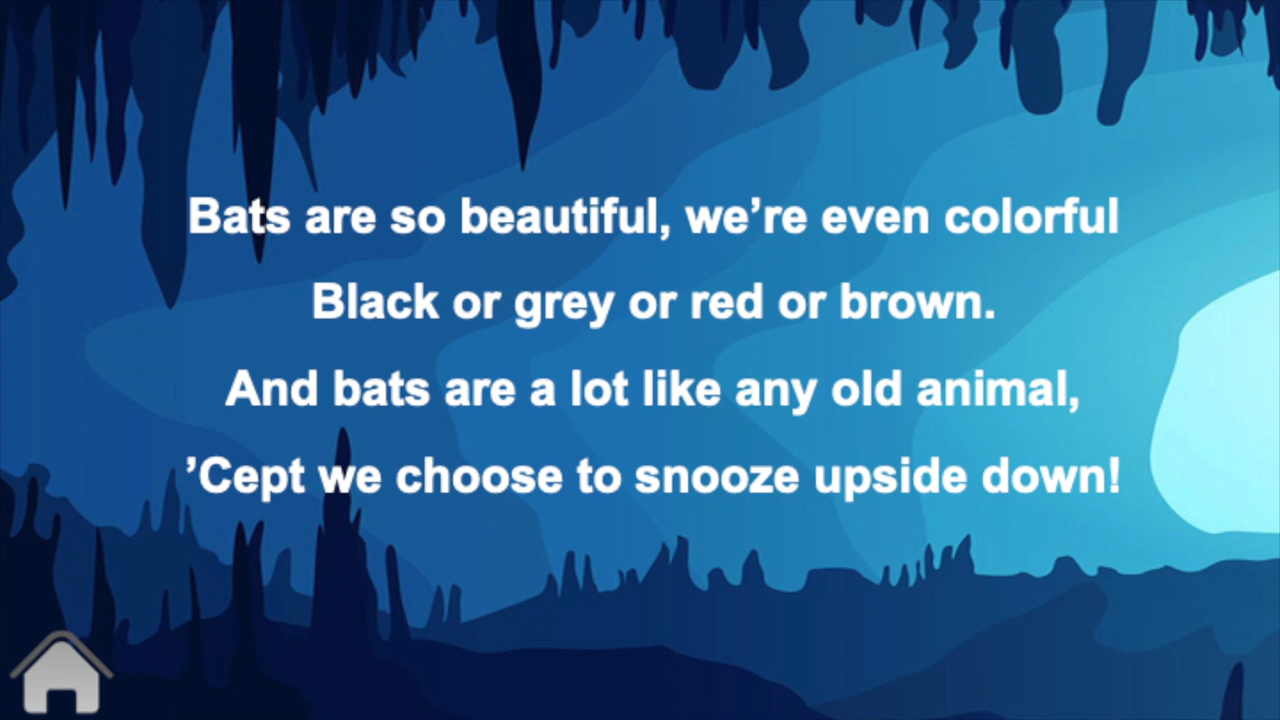 Bats are so beautiful, we’re even colorful
Black or grey or red or brown.
And bats are a lot like any old animal,
’Cept we choose to snooze upside down!